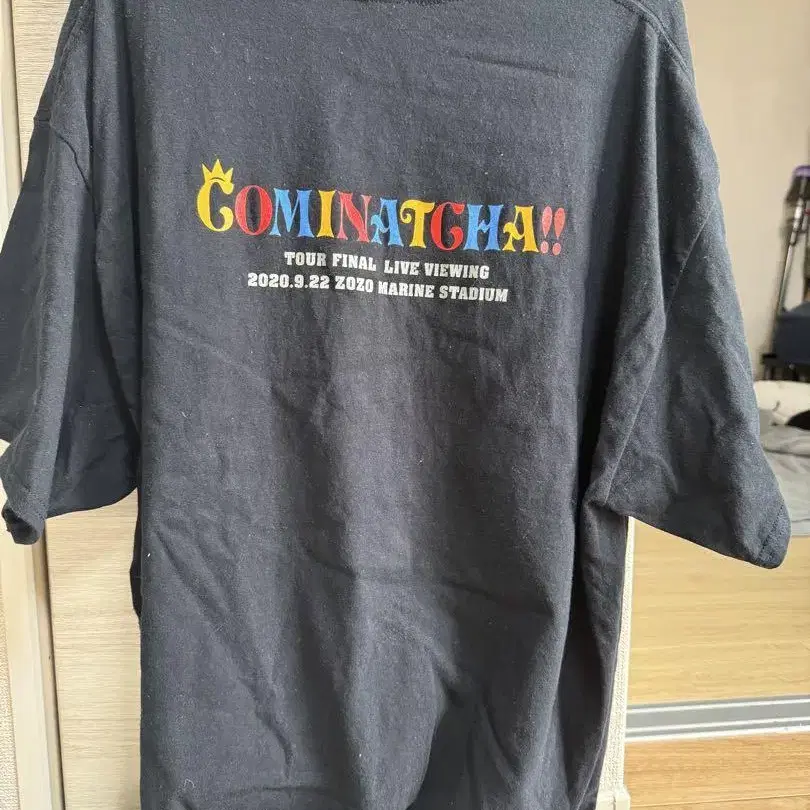 COMINATCHA!!
TOUR FINAL LIVE VIEWING
2020.9.22 ZOZO MARINE STADIUM